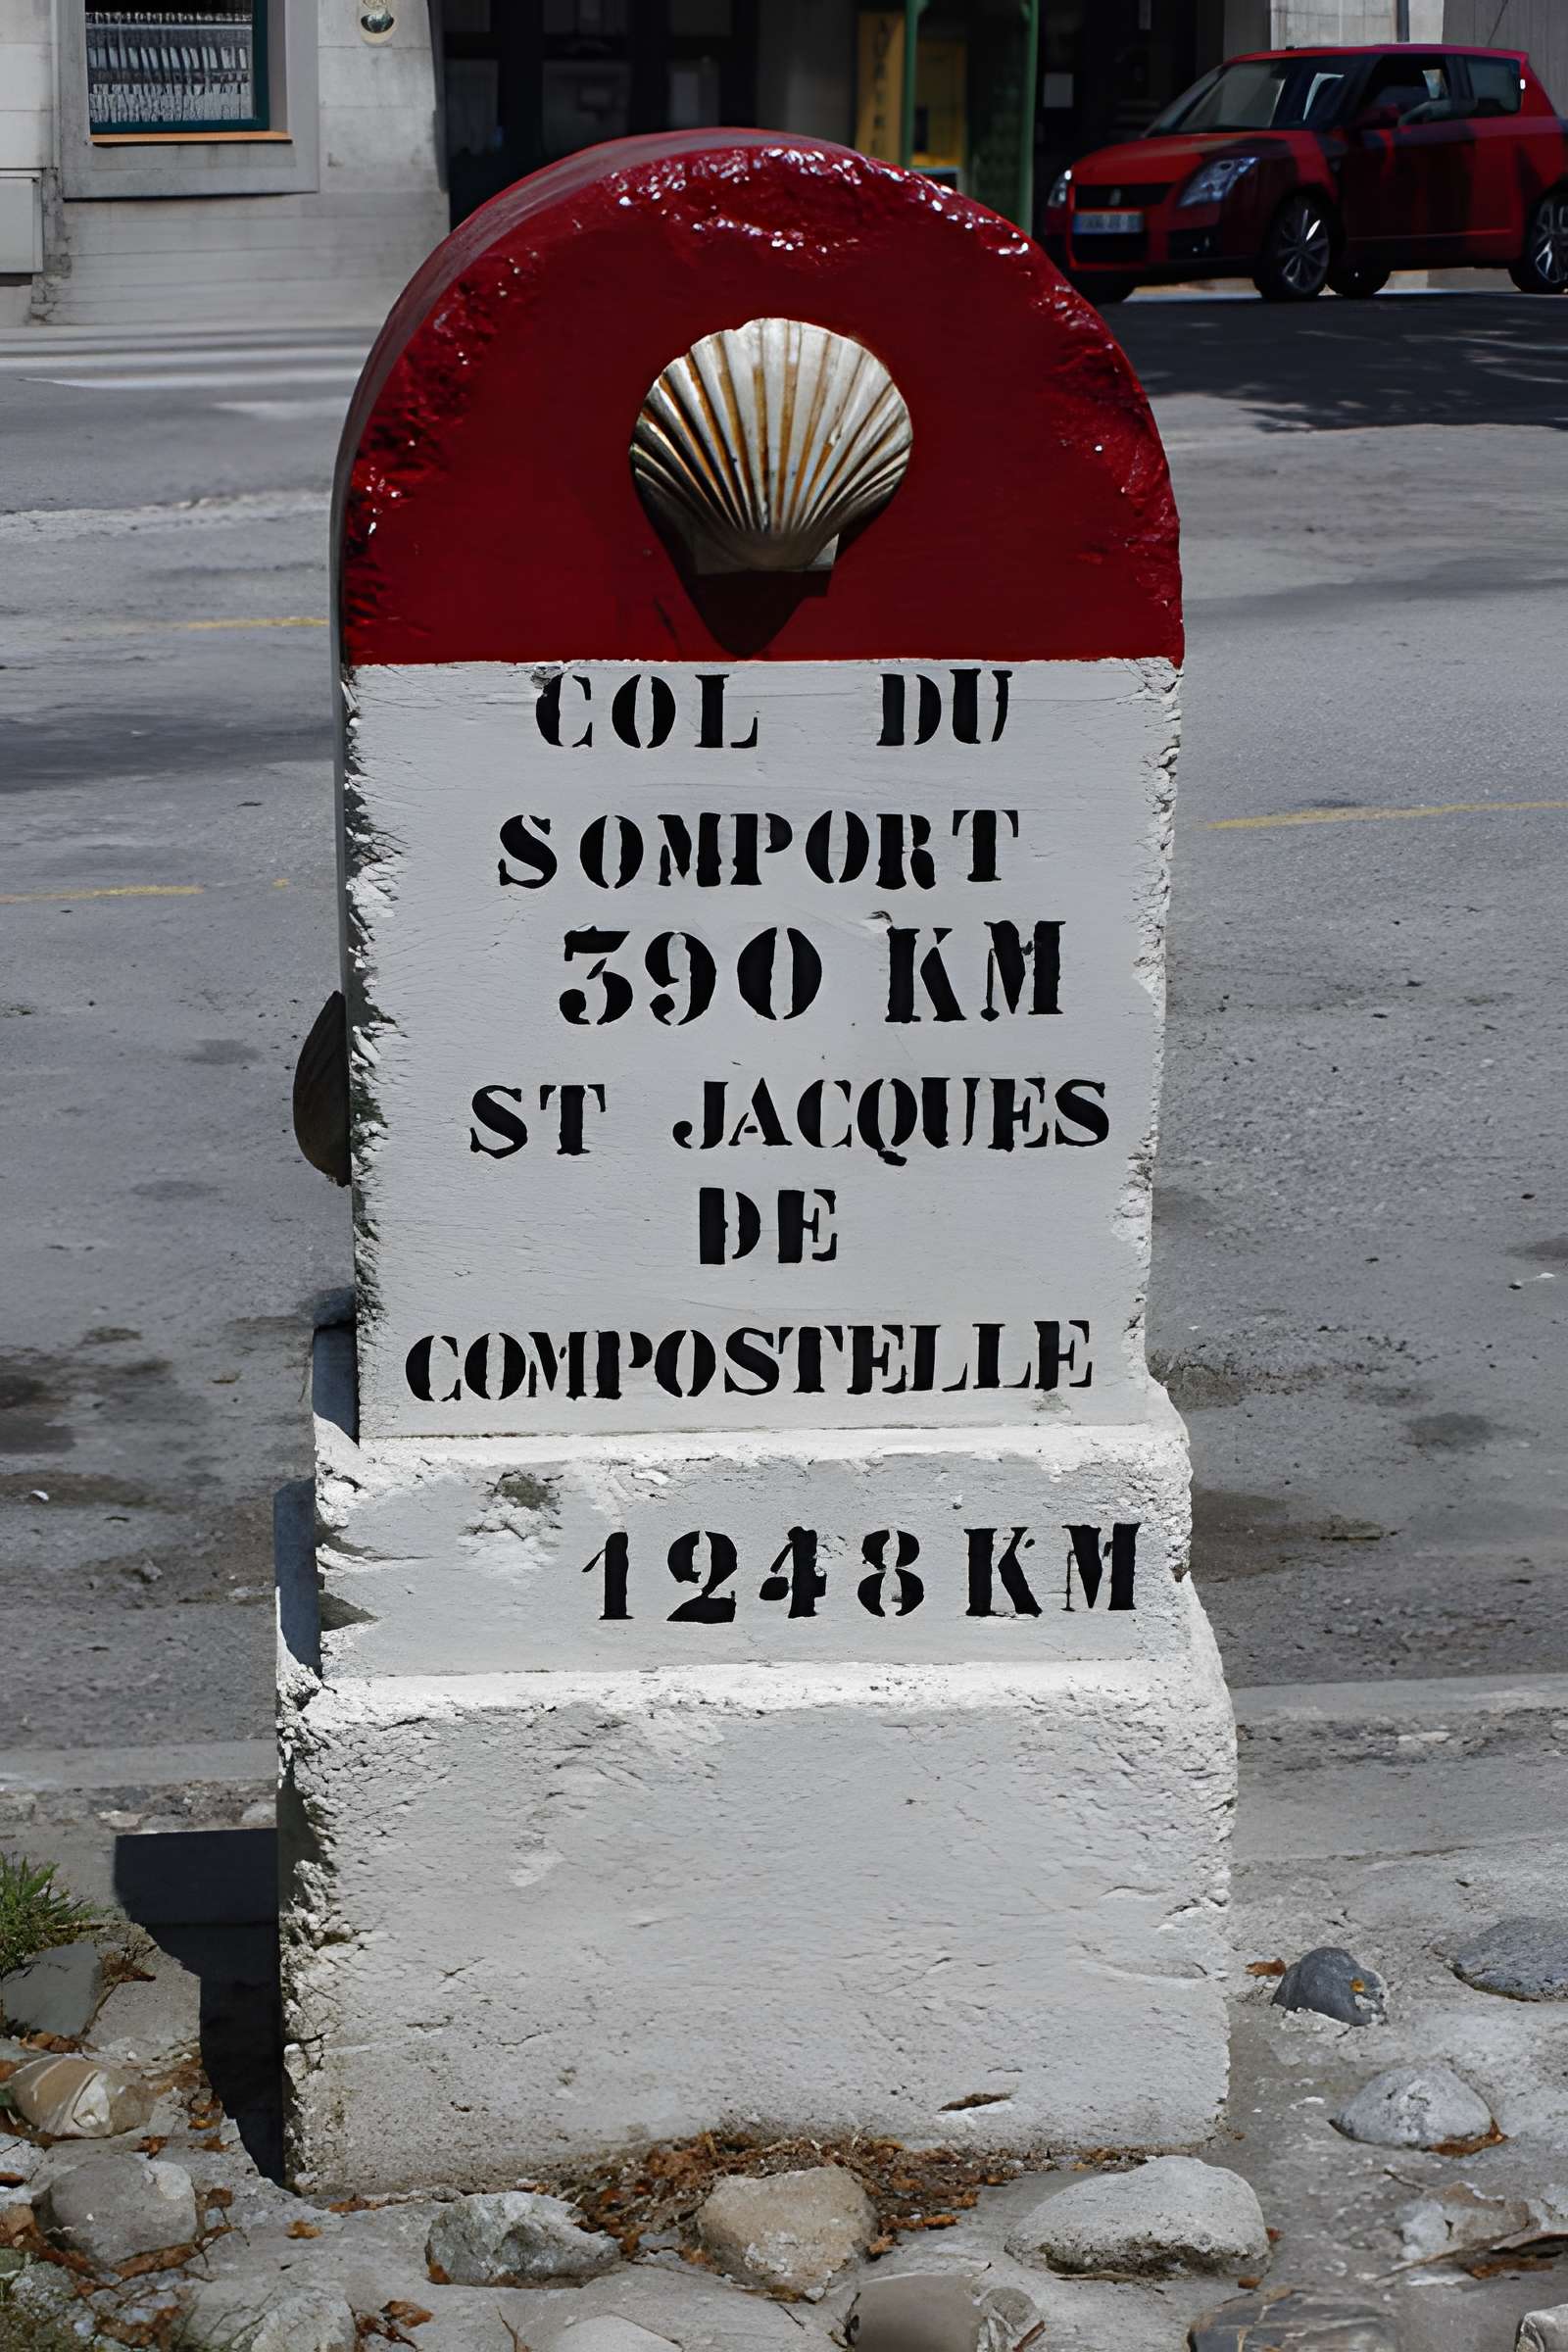 COL DU
SOMPORT
390 KM
ST JACQUES
DE
COMPOSTELLE
1248 KM